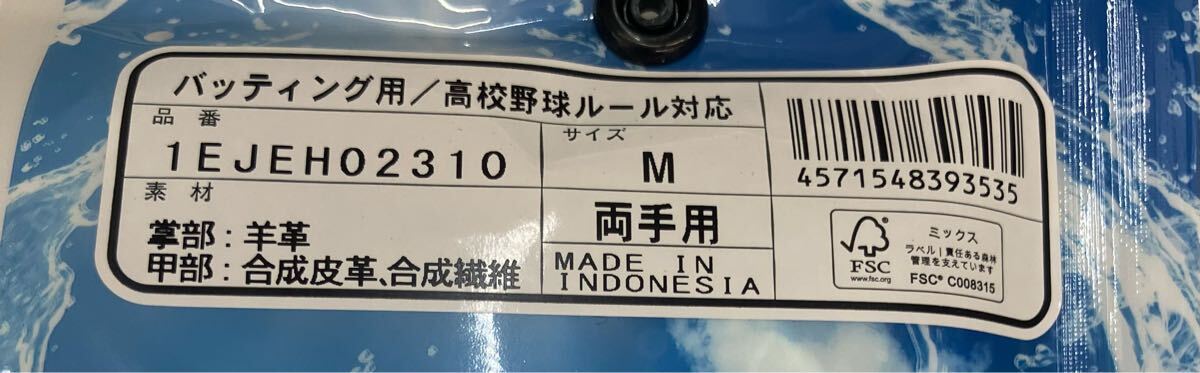 バッティング用/高校野球ルール対応
品番
1EJEH02310
サイズ
M
素材
掌部:羊革
甲部:合成皮革、合成繊維
両手用
MADE IN
INDONESIA
4571548393535
FSC
www.fsc.org
ミックス
ラベル|責任ある森林
管理を支えています
FSC® C008315